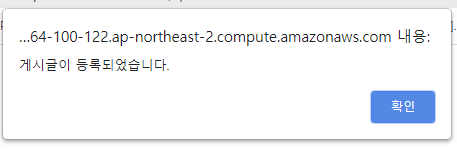 ...64-100-122.ap-northeast-2.compute.amazonaws.com 내용:
게시글이 등록되었습니다.
확인